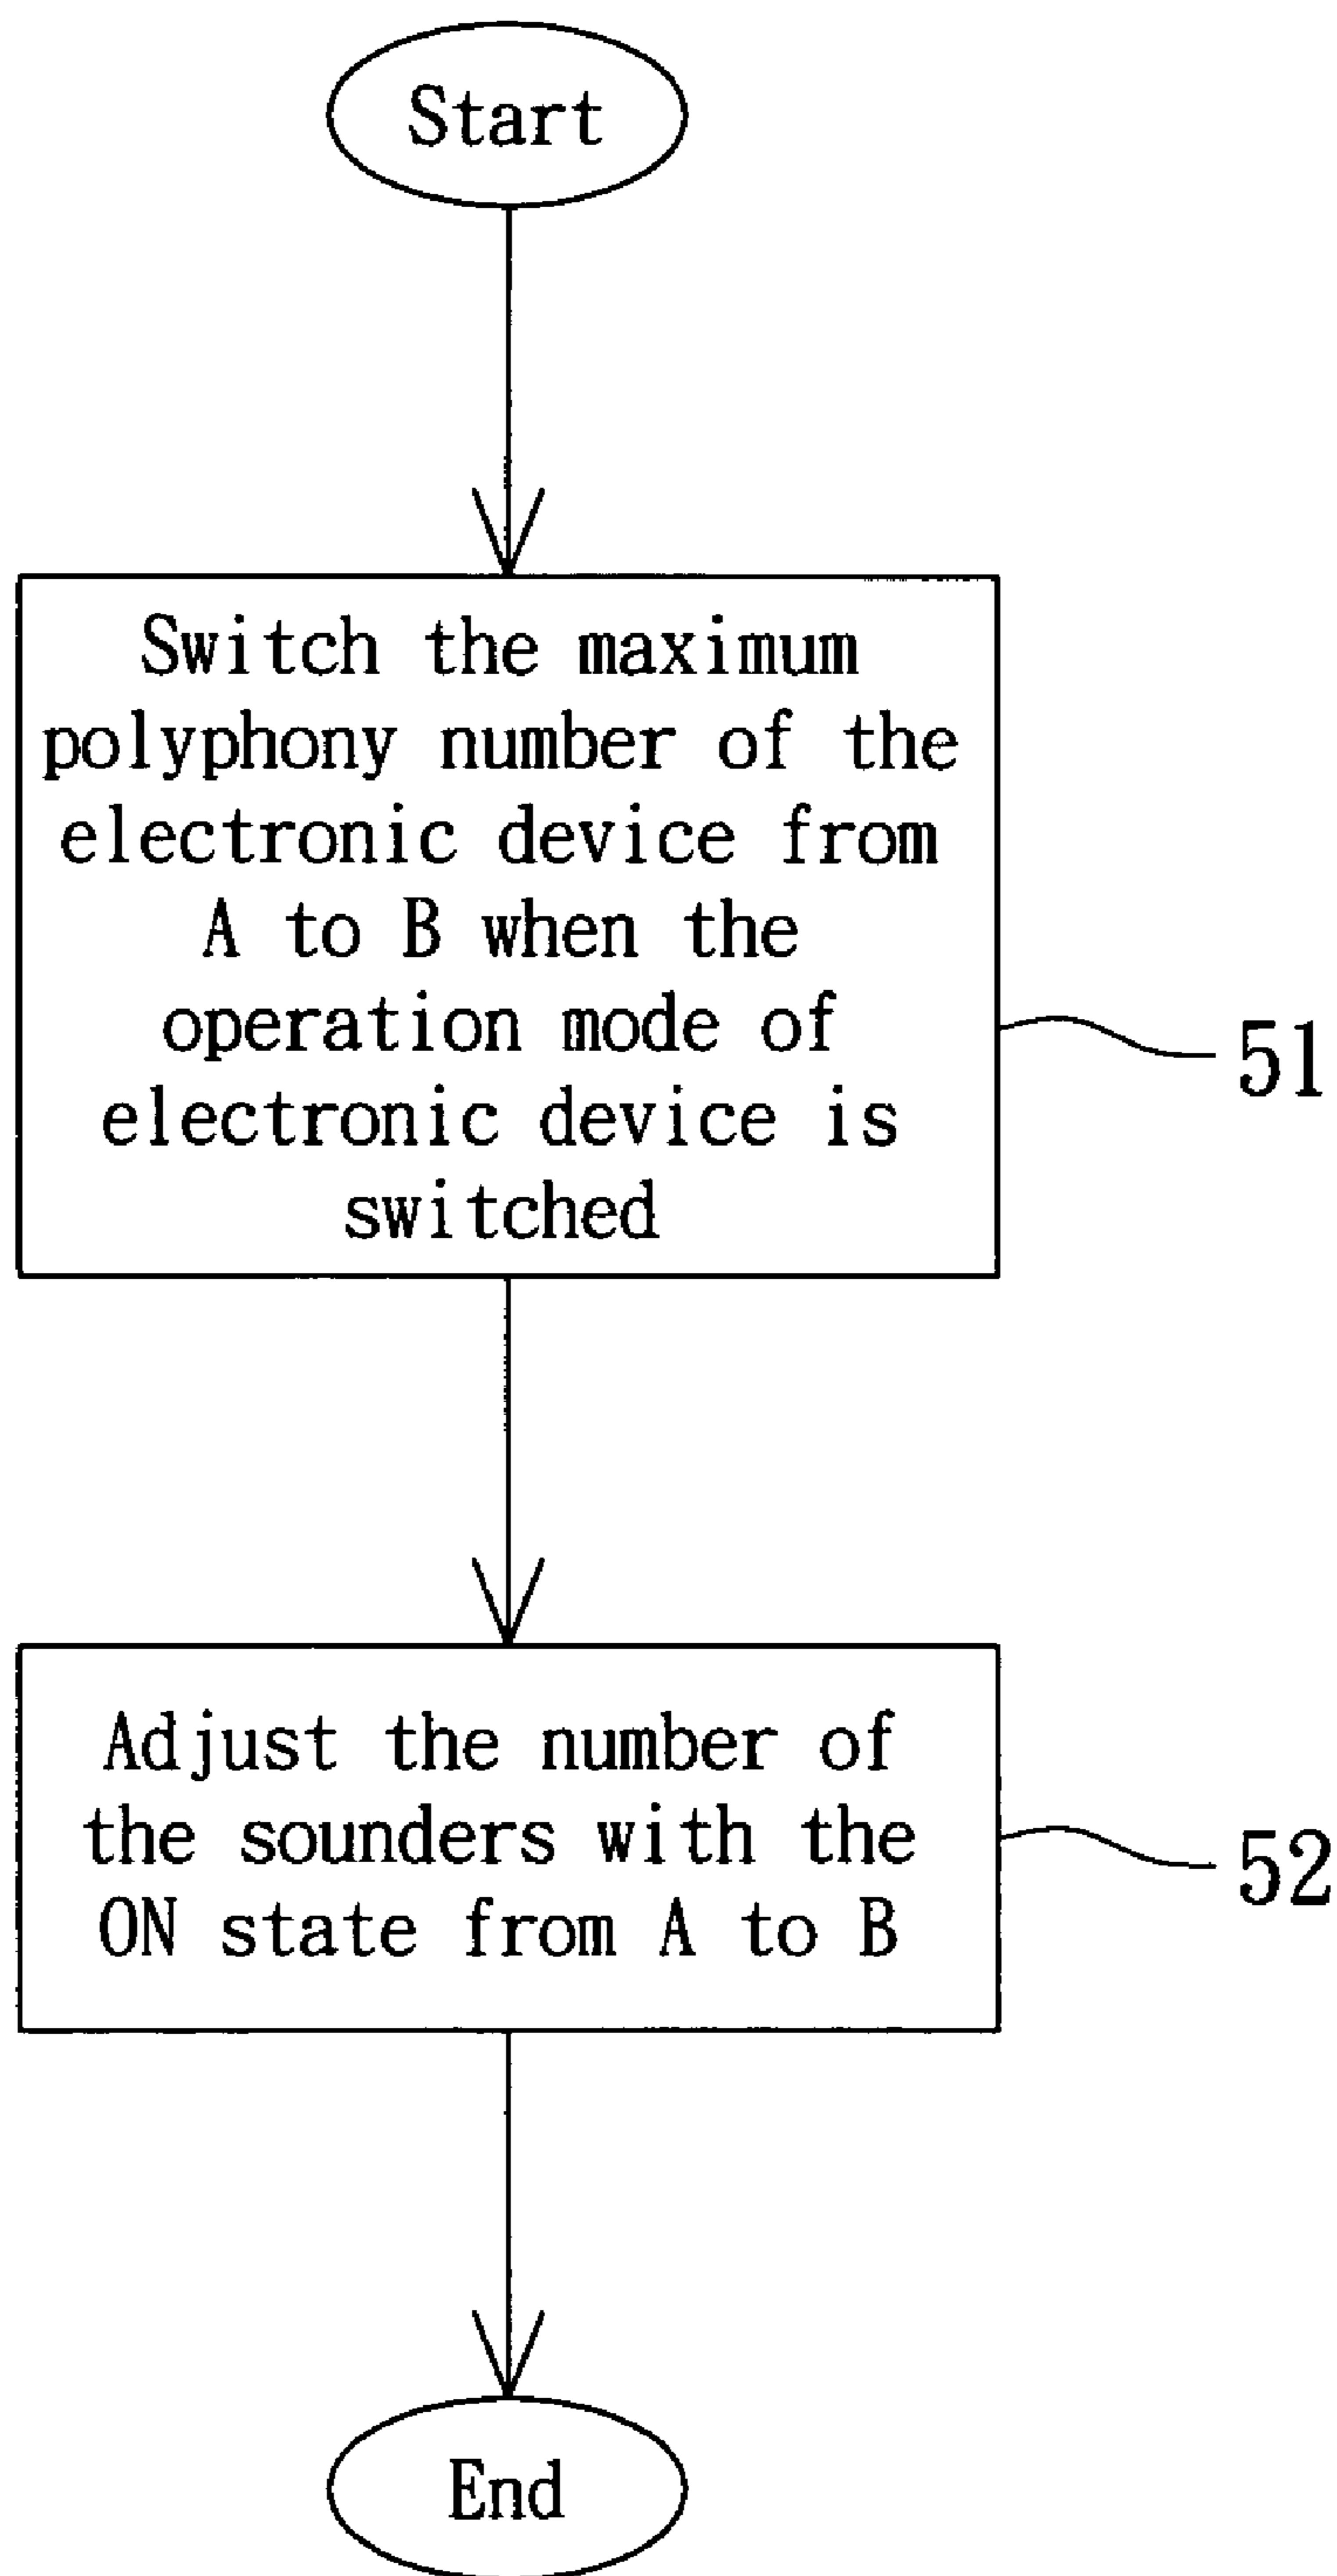 Start
Switch the maximum
polyphony number of the
electronic device from
A to B when the
operation mode of
electronic device is
switched
51
Adjust the number of
the sounders with the
ON state from A to B
52
End